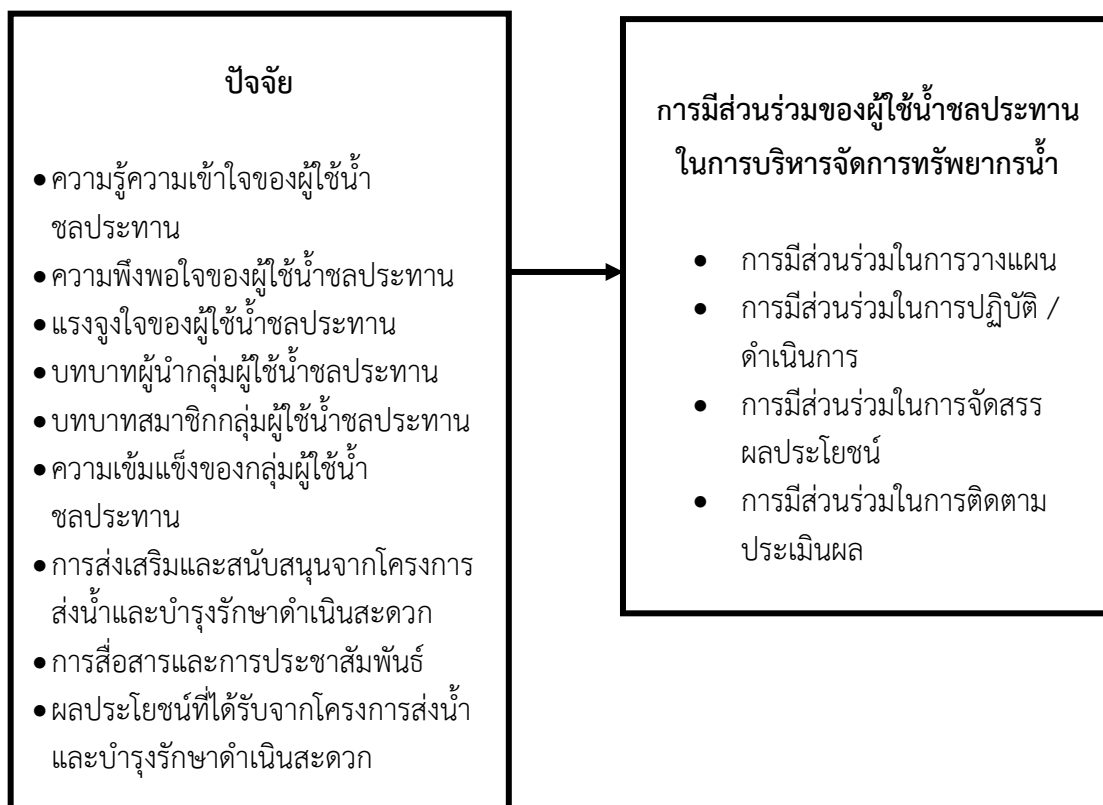 ปัจจัย
• ความรู้ความเข้าใจของผู้ใช้น้ำ
ชลประทาน
• ความพึงพอใจของผู้ใช้น้ำชลประทาน
• แรงจูงใจของผู้ใช้น้ำชลประทาน
• บทบาทผู้นำกลุ่มผู้ใช้น้ำชลประทาน
• บทบาทสมาชิกกลุ่มผู้ใช้น้ำชลประทาน
• ความเข้มแข็งของกลุ่มผู้ใช้น้ำ
ชลประทาน
• การส่งเสริมและสนับสนุนจากโครงการ
ส่งน้ำและบำรุงรักษาดำเนินสะดวก
• การสื่อสารและการประชาสัมพันธ์
• ผลประโยชน์ที่ได้รับจากโครงการส่งน้ำ
และบำรุงรักษาดำเนินสะดวก
การมีส่วนร่วมของผู้ใช้น้ำชลประทาน
ในการบริหารจัดการทรัพยากรน้ำ
• การมีส่วนร่วมในการวางแผน
• การมีส่วนร่วมในการปฏิบัติ /
ดำเนินการ
• การมีส่วนร่วมในการจัดสรร
ผลประโยชน์
• การมีส่วนร่วมในการติดตาม
ประเมินผล